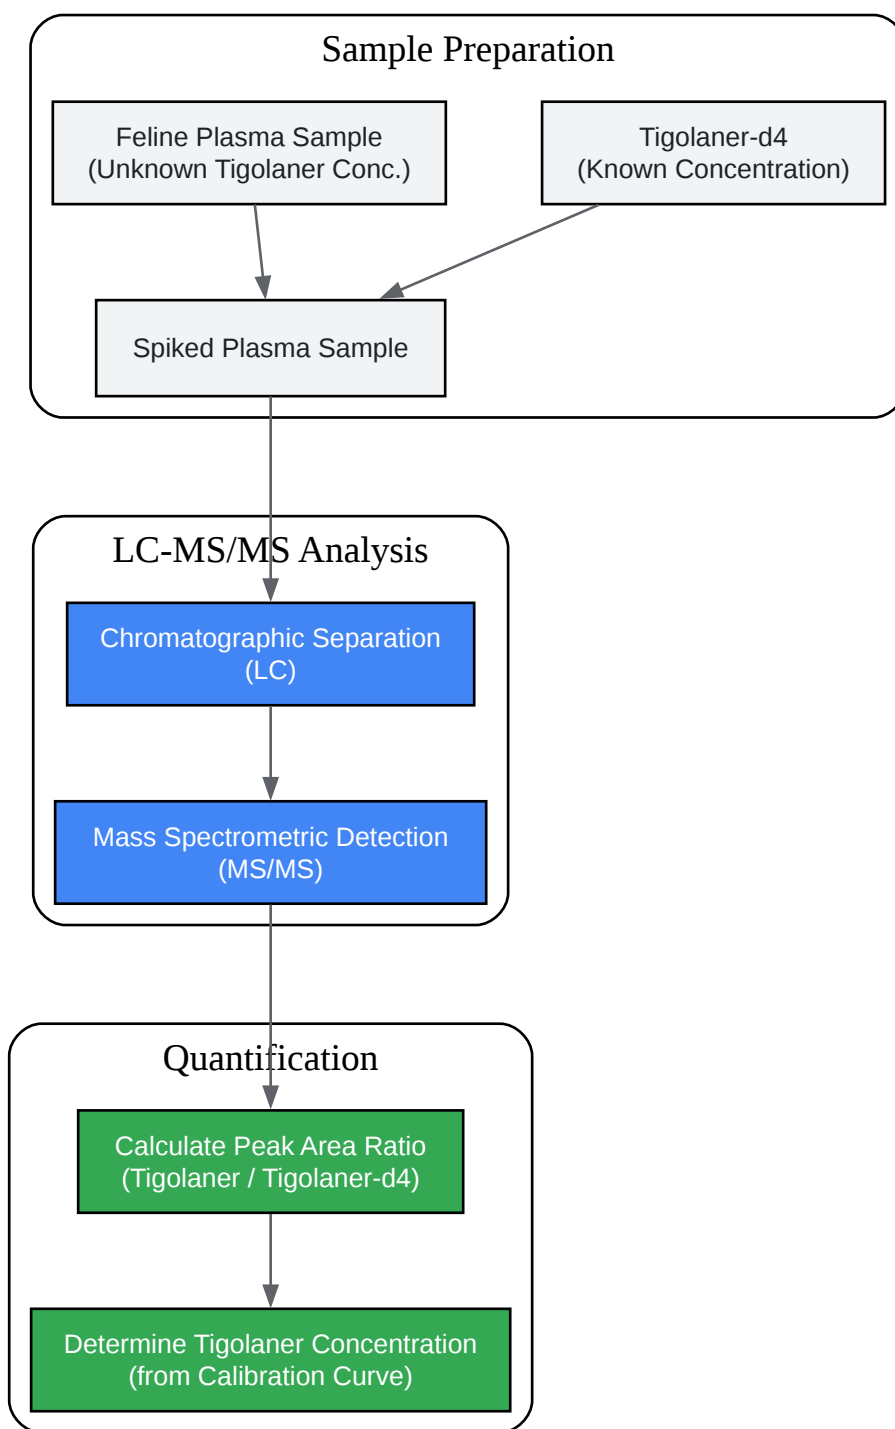 Sample Preparation
Feline Plasma Sample
(Unknown Tigolaner Conc.)
Tigolaner-d4
(Known Concentration)
Spiked Plasma Sample
LC-MS/MS Analysis
Chromatographic Separation
(LC)
Mass Spectrometric Detection
(MS/MS)
Quantification
Calculate Peak Area Ratio
(Tigolaner / Tigolaner-d4)
Determine Tigolaner Concentration
(from Calibration Curve)